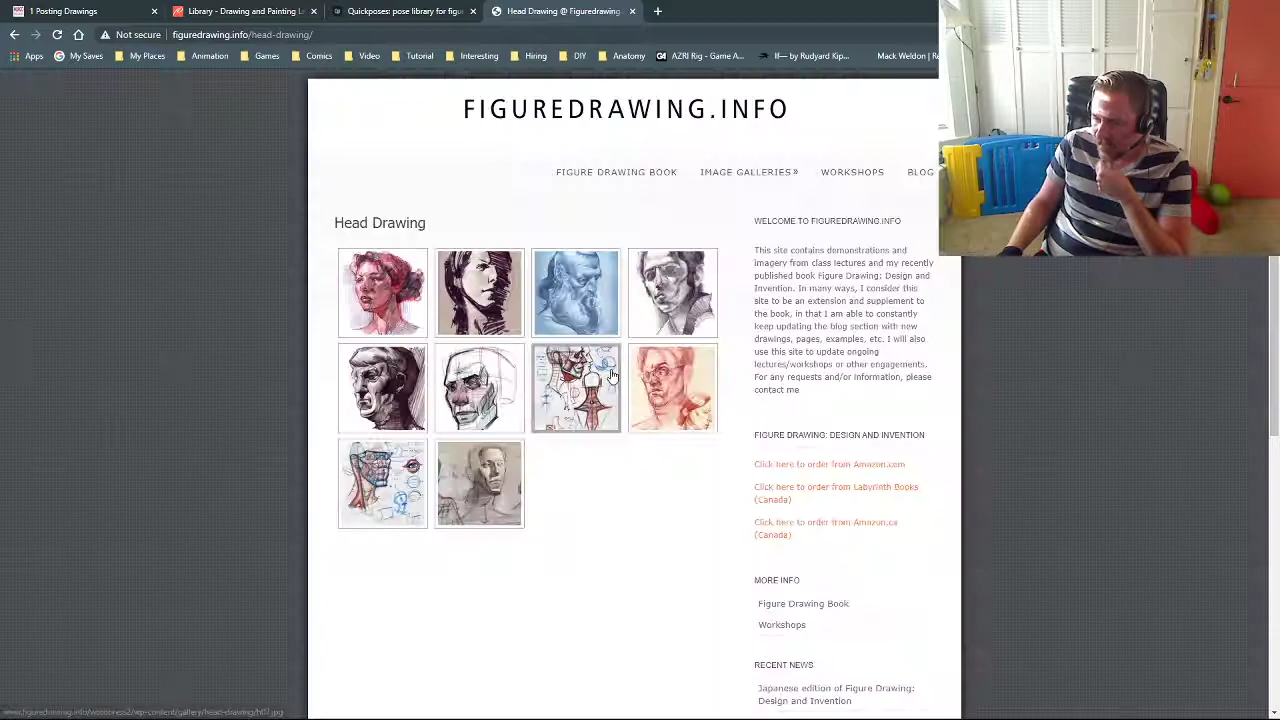 1 Posting Drawings
Library - Drawing and Painting
Quickposes: pose library for figu
Head Drawing - Figuredrawing
Not secure
figuredrawing.in
Apps
My Saves
My Places
Animation
Games
torial
Interesting
Hiring
DIY
Anatomy
AZRI Rig - Game A...
If— by Rudyard Kip...
Mack Weldon | Re
FIGUREDRAWING.INFO
FIGURE DRAWING BOOK
IMAGE GALLERIES»
WORKSHOPS
BLOG
Head Drawing
WELCOME TO FIGUREDRAWING.INFO
This site contains demonstrations and
imagery from class lectures and my recently
published book Figure Drawing: Design and
Invention. In many ways, I consider this
site to be an extension and supplement to
the book, in that I am able to constantly
keep updating the blog section with new
drawings, pages, examples, etc. I will also
use this site to update ongoing
lectures/workshops or other engagements.
For any requests and/or information, please
contact me
FIGURE DRAWING: DESIGN AND INVENTION
Click here to order from Amazon.com
Click here to order from Labyrinth Books
(Canada)
Click here to order from Amazon.ca
(Canada)
MORE INFO
Figure Drawing Book
Workshops
RECENT NEWS
Japanese edition of Figure Drawing:
Design and Invention